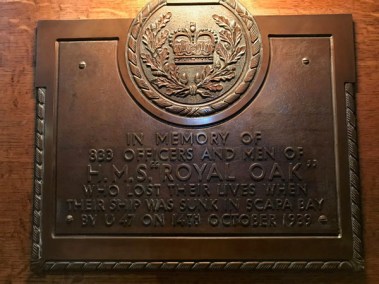 IN MEMORY OF
833 OFFICERS AND MEN OF
H.M.S. "ROYAL OAK"
WHO LOST THEIR LIVES WHEN
THEIR SHIP WAS SUNK IN SCAPA BAY
BY U 47 ON 14TH OCTOBER 1939